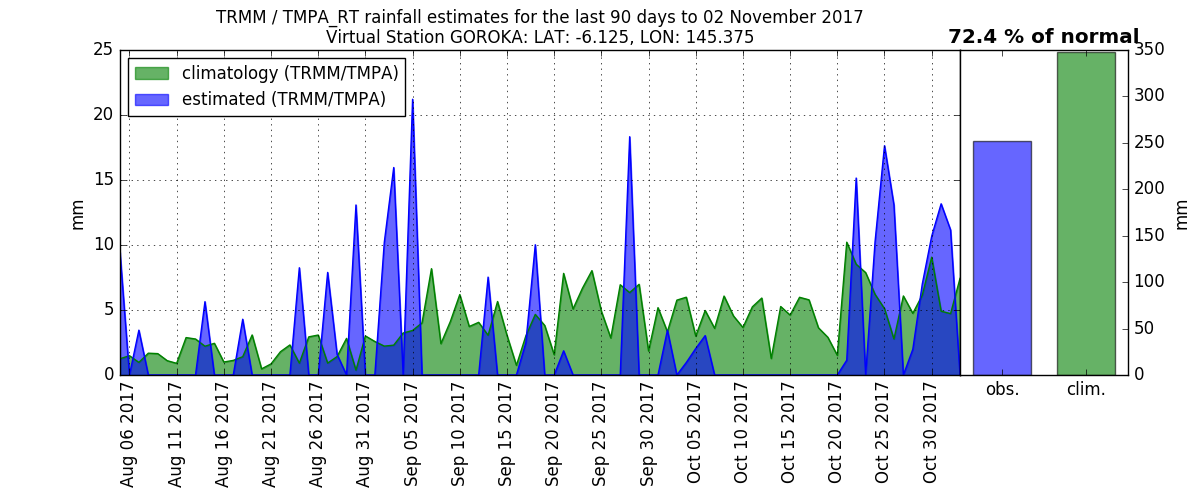 TRMM / TMPA_RT rainfall estimates for the last 90 days to 02 November 2017
Virtual Station GOROKA: LAT: -6.125, LON: 145.375
72.4 % of normal
climatology (TRMM/TMPA)
estimated (TRMM/TMPA)
25
20
15
10
5
0
mm
Aug 06 2017
Aug 11 2017
Aug 16 2017
Aug 21 2017
Aug 26 2017
Aug 31 2017
Sep 05 2017
Sep 10 2017
Sep 15 2017
Sep 20 2017
Sep 25 2017
Sep 30 2017
Oct 05 2017
Oct 10 2017
Oct 15 2017
Oct 20 2017
Oct 25 2017
Oct 30 2017
obs.
clim.
350
300
250
200
150
100
50
0
mm